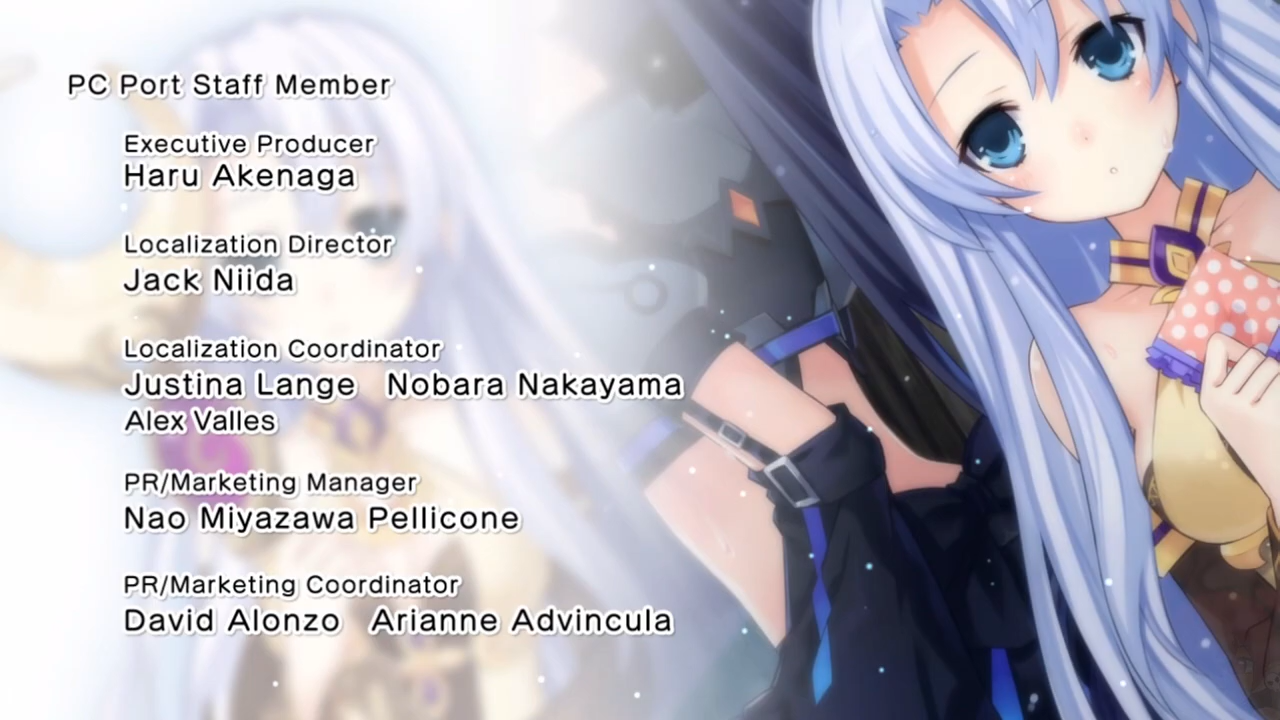 PC Port Staff Member
Executive Producer
Haru Akenaga
Localization Director
Jack Niida
Localization Coordinator
Justina Lange Nobara Nakayama
Alex Valles
PR/Marketing Manager
Nao Miyazawa Pellicone
PR/Marketing Coordinator
David Alonzo Arianne Advincula